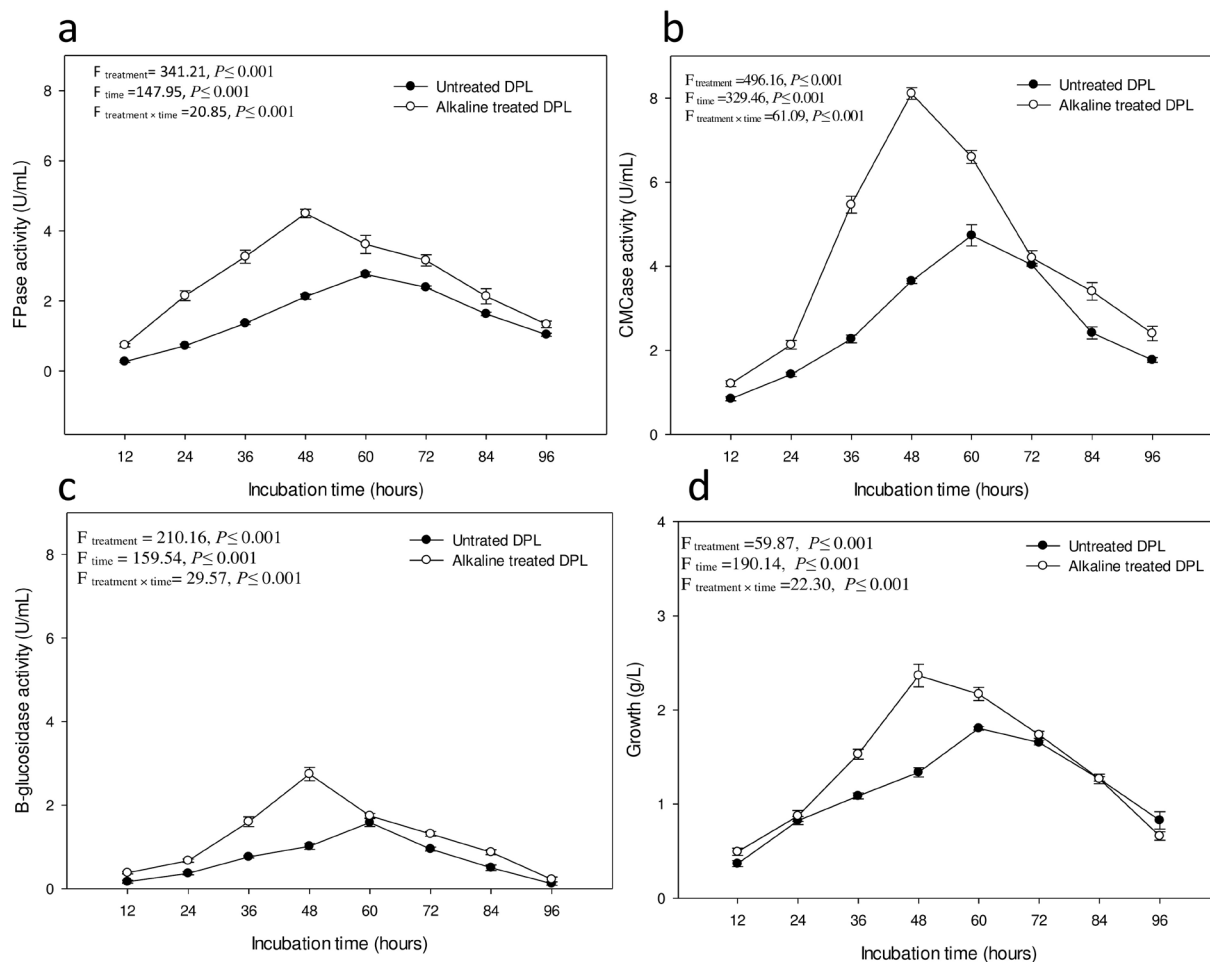 a
F treatment= 341.21, P≤ 0.001
F time =147.95, P≤ 0.001
F treatment × time =20.85, P≤ 0.001
Untreated DPL
Alkaline treated DPL
8
6
4
2
0
FPase activity (U/mL)
12 24 36 48 60 72 84 96
Incubation time (hours)
b
F treatment =496.16, P≤ 0.001
F time =329.46, P≤ 0.001
F treatment × time =61.09, P≤ 0.001
Untreated DPL
Alkaline treated DPL
8
6
4
2
0
CMCase activity (U/mL)
12 24 36 48 60 72 84 96
Incubation time (hours)
c
F treatment = 210.16, P≤ 0.001
F time = 159.54, P≤ 0.001
F treatment × time= 29.57, P≤ 0.001
Untrated DPL
Alkaline treated DPL
8
6
4
2
0
B-glucosidase activity (U/mL)
12 24 36 48 60 72 84 96
Incubation time (hours)
d
F treatment =59.87, P≤ 0.001
F time =190.14, P≤ 0.001
F treatment × time =22.30, P≤ 0.001
Untreated DPL
Alkaline treated DPL
4
3
2
1
0
Growth (g/L)
12 24 36 48 60 72 84 96
Incubation time (hours)